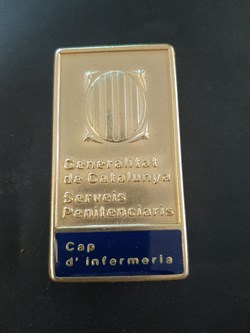 Generalitat
de Catalunya
Serveis
Penitenciaris
Cap
d' infermeria